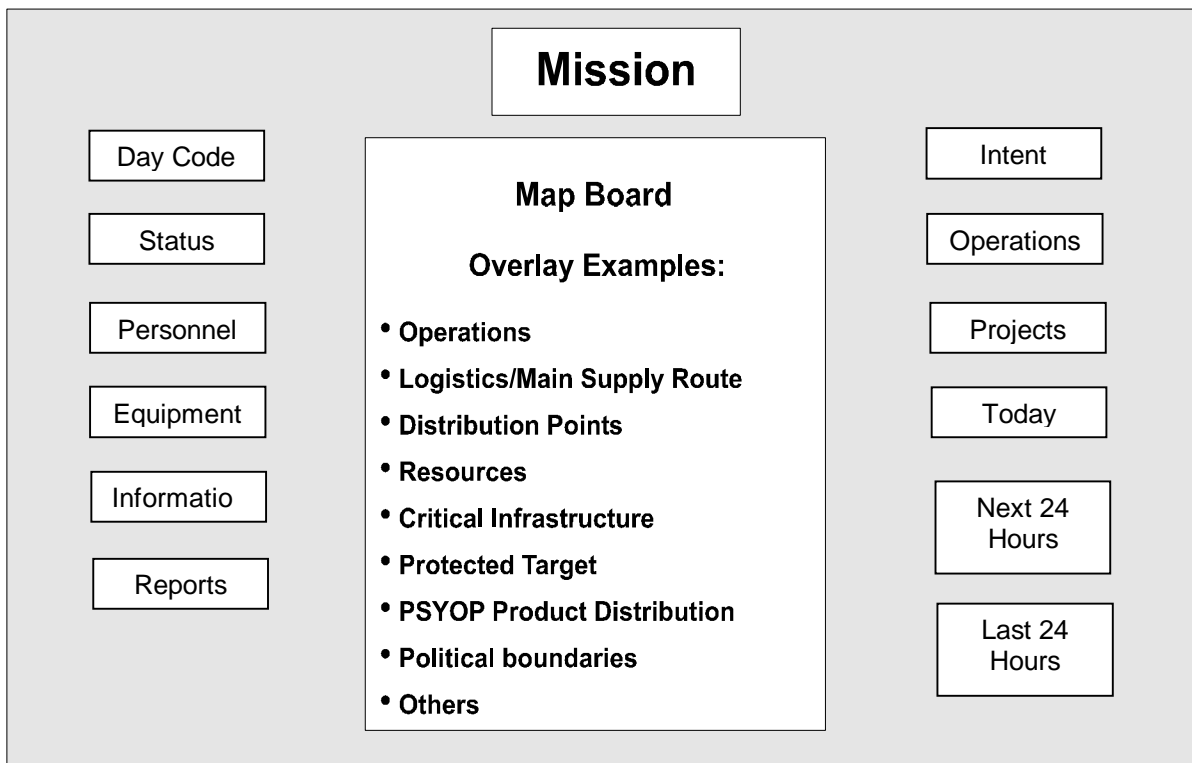 Mission
Day Code
Status
Personnel
Equipment
Informatio
Reports
Map Board
Overlay Examples:
• Operations
• Logistics/Main Supply Route
• Distribution Points
• Resources
• Critical Infrastructure
• Protected Target
• PSYOP Product Distribution
• Political boundaries
• Others
Intent
Operations
Projects
Today
Next 24
Hours
Last 24
Hours